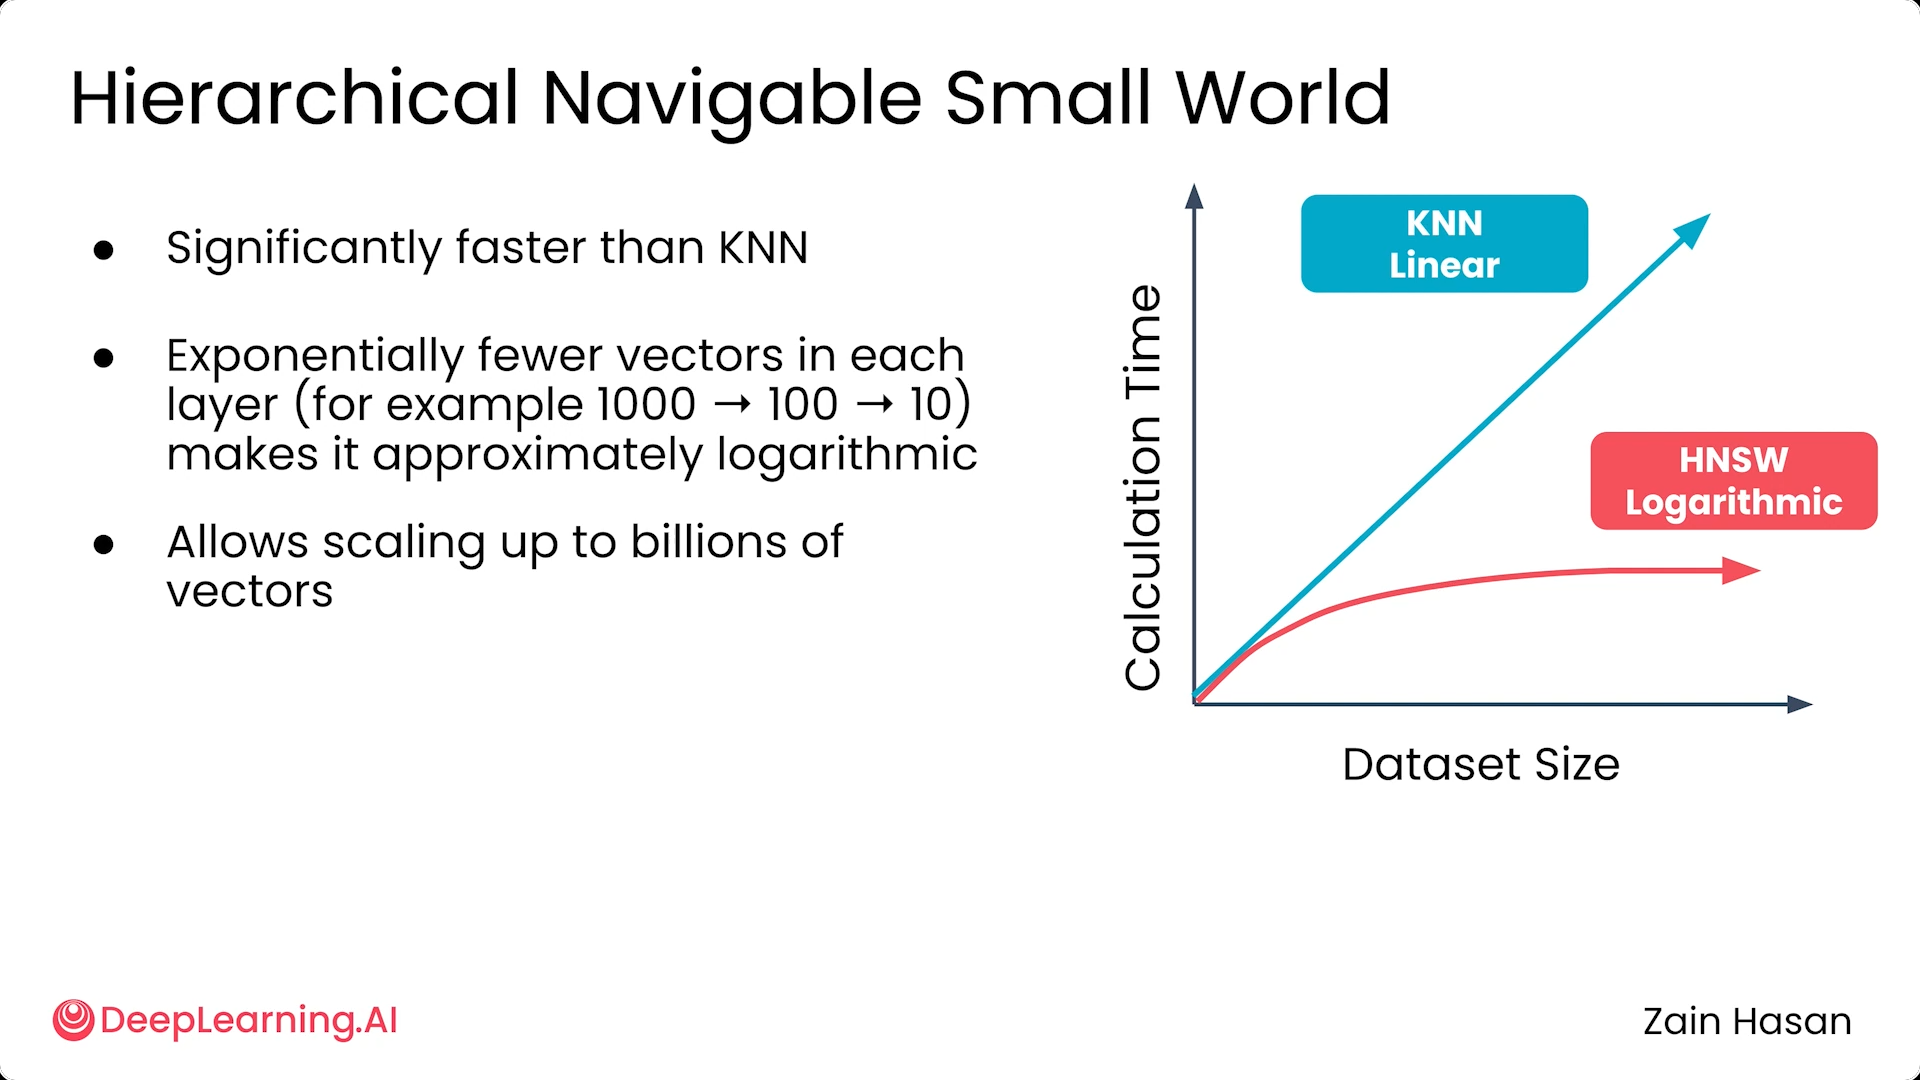 Hierarchical Navigable Small World
● Significantly faster than KNN
● Exponentially fewer vectors in each
layer (for example 1000 → 100 → 10)
makes it approximately logarithmic
● Allows scaling up to billions of
vectors
KNN
Linear
HNSW
Logarithmic
Calculation Time
Dataset Size
DeepLearning.AI
Zain Hasan